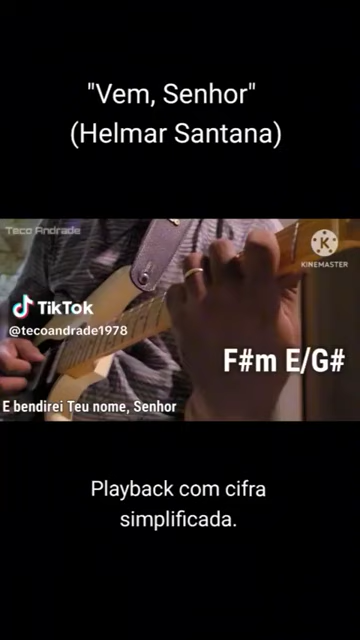 "Vem, Senhor"
(Helmar Santana)
Teco Andrade
K
KINEMASTER
TikTok
@tecoandrade1978
F#m E/G#
E bendirei Teu nome, Senhor
Playback com cifra
simplificada.